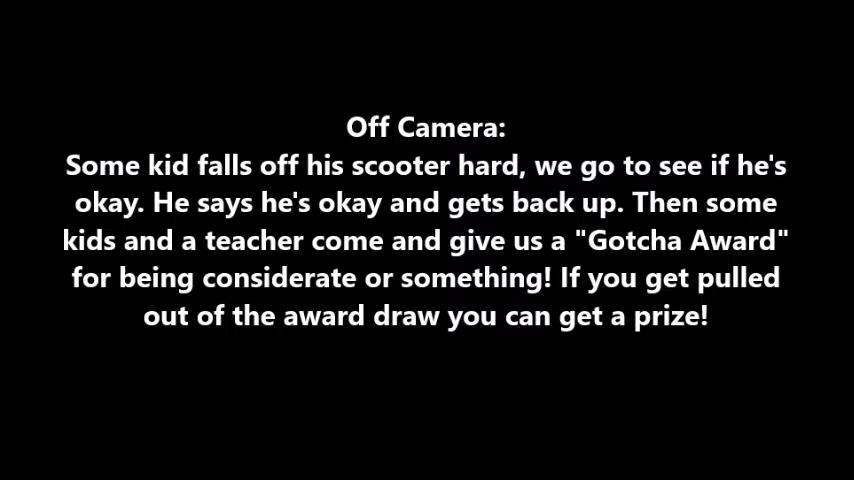 Off Camera:
Some kid falls off his scooter hard, we go to see if he's
okay. He says he's okay and gets back up. Then some
kids and a teacher come and give us a "Gotcha Award"
for being considerate or something! If you get pulled
out of the award draw you can get a prize!